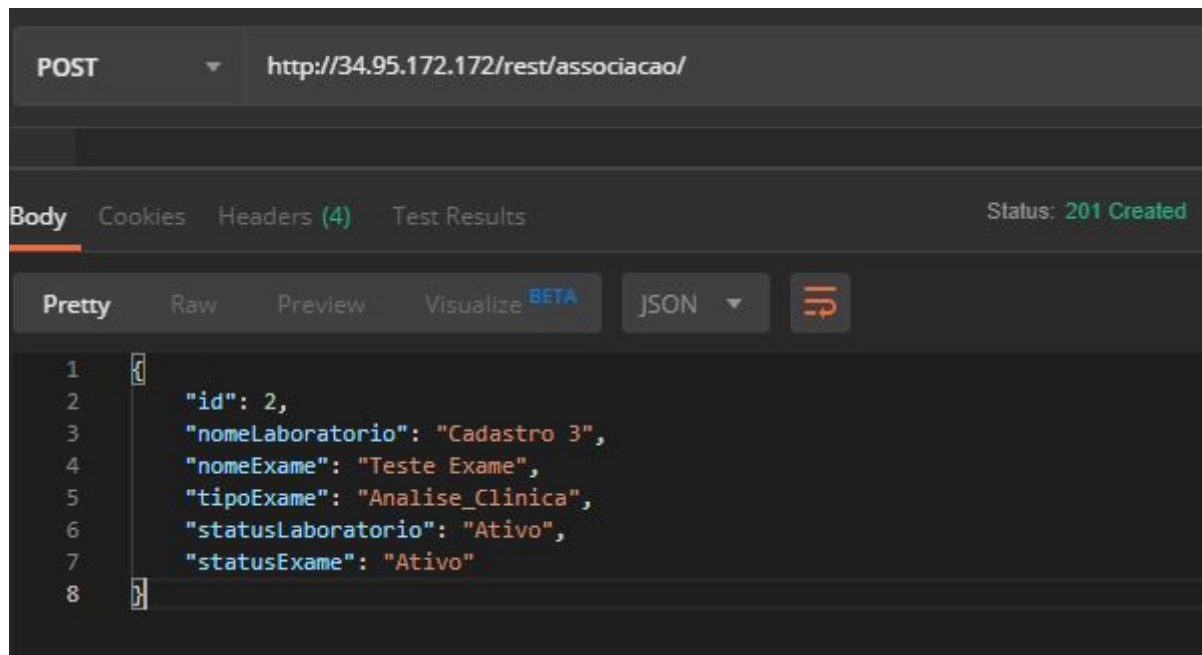 POST http://34.95.172.172/rest/associacao/
Body Cookies Headers (4) Test Results Status: 201 Created
Pretty Raw Preview Visualize BETA JSON
1 {
2 "id": 2,
3 "nomeLaboratorio": "Cadastro 3",
4 "nomeExame": "Teste Exame",
5 "tipoExame": "Analise_Clinica",
6 "statusLaboratorio": "Ativo",
7 "statusExame": "Ativo"
8 }